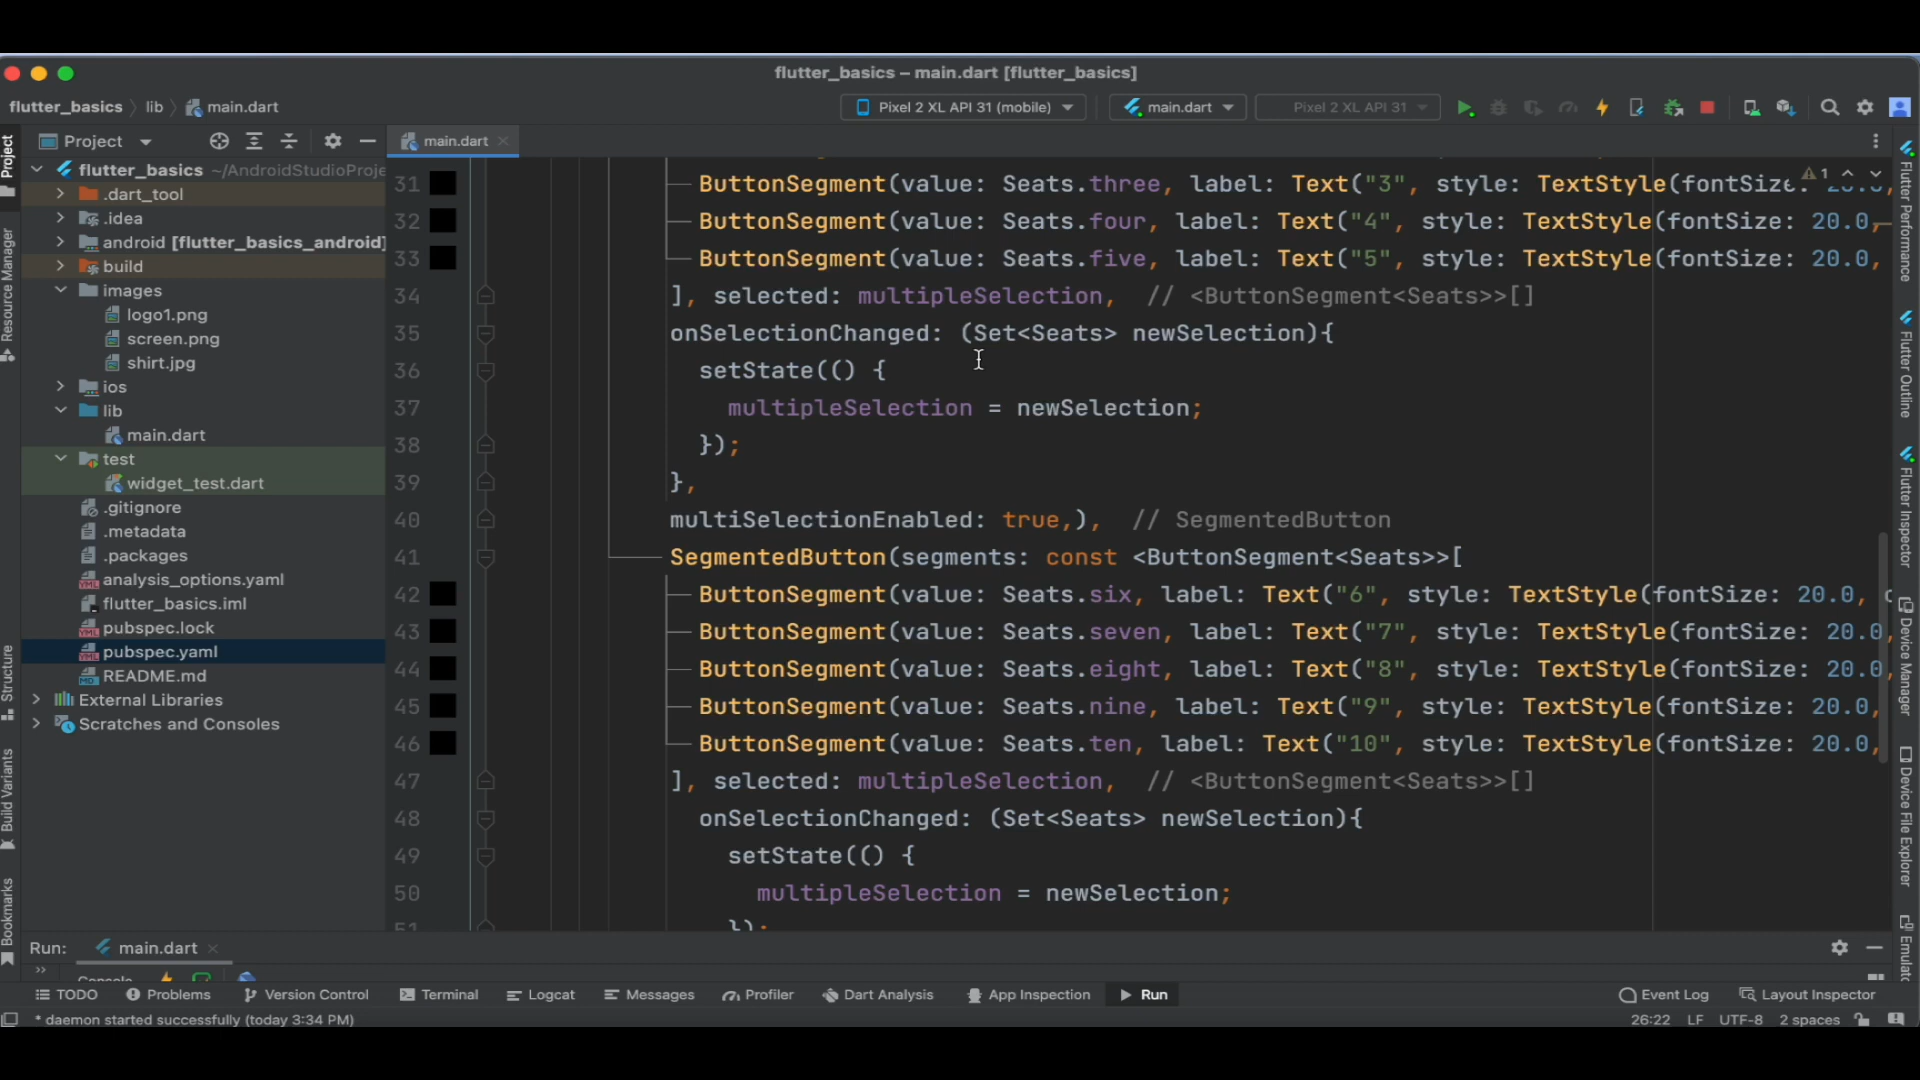 flutter_basics – main.dart [flutter_basics]
flutter_basics lib main.dart Pixel 2 XL API 31 (mobile) main.dart Pixel 2 XL API 31
Project main.dart
flutter_basics ~/AndroidStudioProje
.dart_tool
.idea
android [flutter_basics_android]
build
images
logo1.png
screen.png
shirt.jpg
ios
lib
main.dart
test
widget_test.dart
.gitignore
.metadata
.packages
analysis_options.yaml
flutter_basics.iml
pubspec.lock
pubspec.yaml
README.md
External Libraries
Scratches and Consoles
Project
Resource Manager
Structure
Build Variants
Bookmarks
1
31 ButtonSegment(value: Seats.three, label: Text("3", style: TextStyle(fontSize:
32 ButtonSegment(value: Seats.four, label: Text("4", style: TextStyle(fontSize: 20.0,
33 ButtonSegment(value: Seats.five, label: Text("5", style: TextStyle(fontSize: 20.0,
34 ], selected: multipleSelection, // <ButtonSegment<Seats>>[]
35 onSelectionChanged: (Set<Seats> newSelection){
36 setState(() {
37 multipleSelection = newSelection;
38 });
39 },
40 multiSelectionEnabled: true,), // SegmentedButton
41 SegmentedButton(segments: const <ButtonSegment<Seats>>[
42 ButtonSegment(value: Seats.six, label: Text("6", style: TextStyle(fontSize: 20.0, c
43 ButtonSegment(value: Seats.seven, label: Text("7", style: TextStyle(fontSize: 20.0,
44 ButtonSegment(value: Seats.eight, label: Text("8", style: TextStyle(fontSize: 20.0,
45 ButtonSegment(value: Seats.nine, label: Text("9", style: TextStyle(fontSize: 20.0,
46 ButtonSegment(value: Seats.ten, label: Text("10", style: TextStyle(fontSize: 20.0,
47 ], selected: multipleSelection, // <ButtonSegment<Seats>>[]
48 onSelectionChanged: (Set<Seats> newSelection){
49 setState(() {
50 multipleSelection = newSelection;
51 });
Flutter Performance
Flutter Outline
Flutter Inspector
Device Manager
Device File Explorer
Emulato
Run: main.dart
Console
TODO Problems Version Control Terminal Logcat Messages Profiler Dart Analysis App Inspection Run Event Log Layout Inspector
* daemon started successfully (today 3:34 PM) 26:22 LF UTF-8 2 spaces